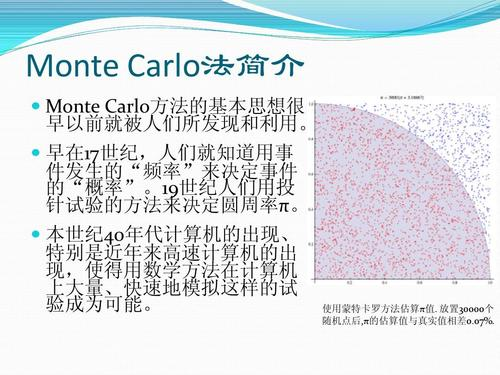 Monte Carlo法简介
Monte Carlo方法的基本思想很
早以前就被人们所发现和利用。
早在17世纪，人们就知道用事
件发生的“频率”来决定事件
的“概率”。19世纪人们用投
针试验的方法来决定圆周率π。
本世纪40年代计算机的出现、
特别是近年来高速计算机的出
现，使得用数学方法在计算机
上大量、快速地模拟这样的试
验成为可能。
使用蒙特卡罗方法估算π值. 放置30000个
随机点后,π的估算值与真实值相差0.07%.